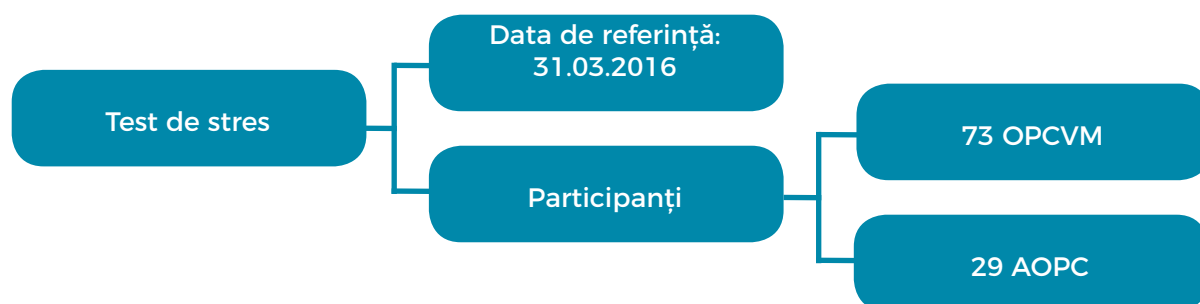 Test de stres
Data de referință:
31.03.2016
Participanți
73 OPCVM
29 AOPC